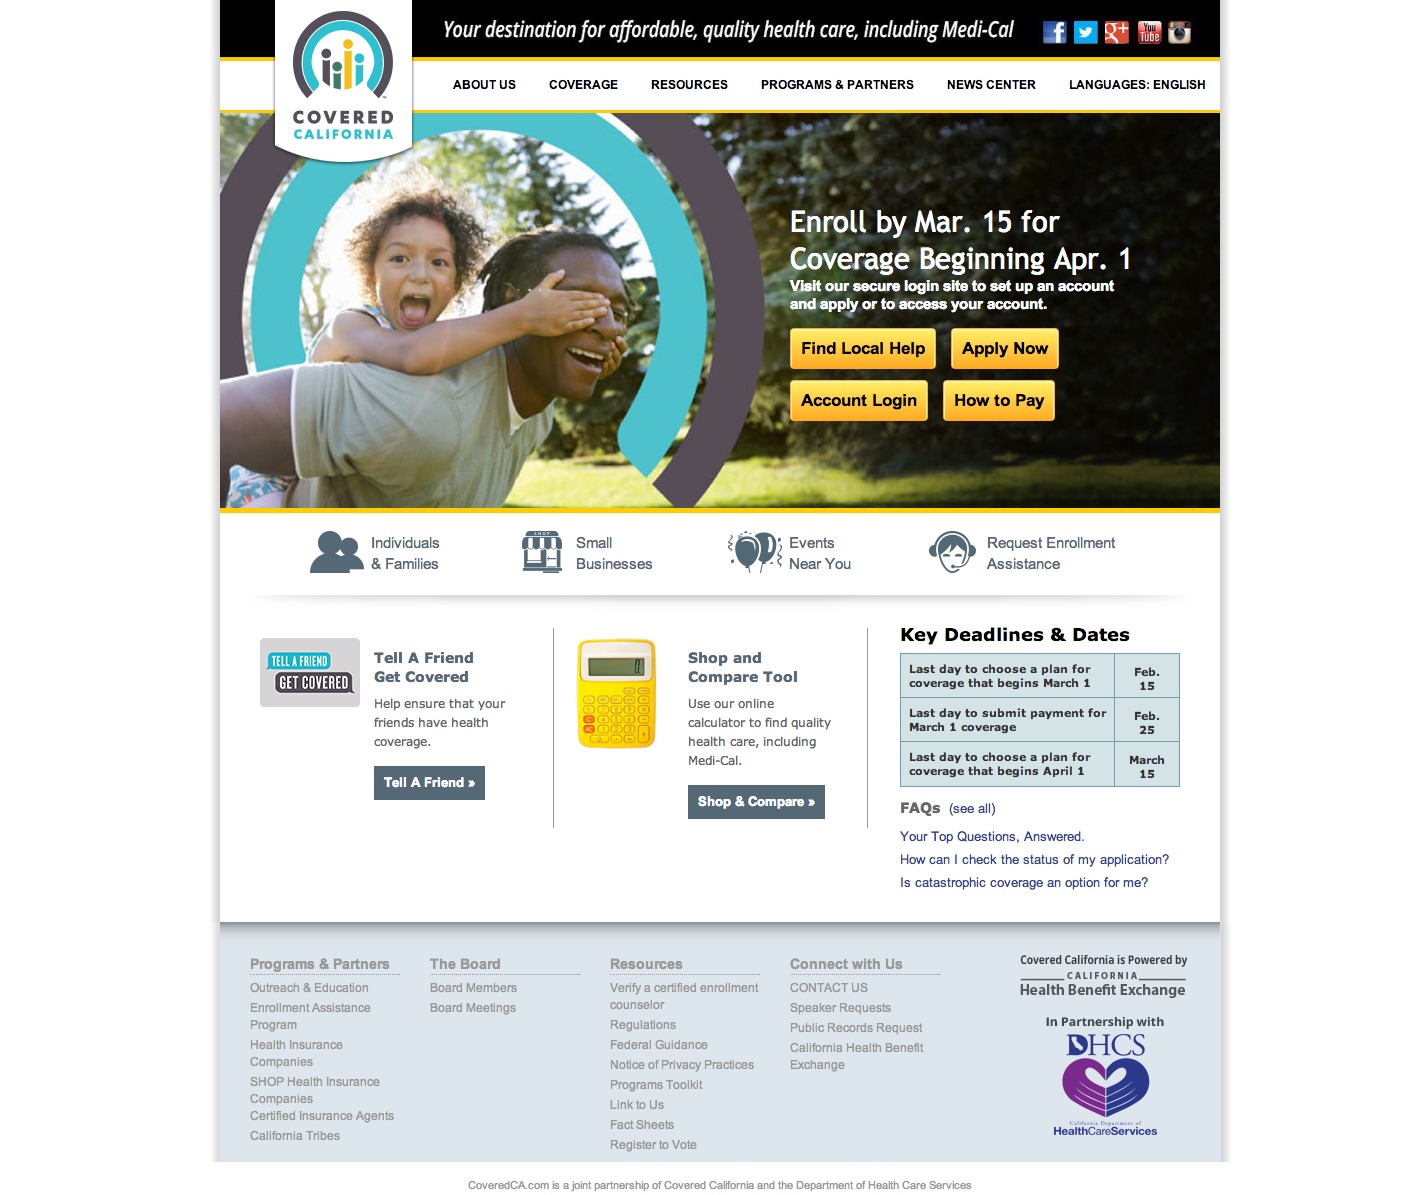 Your destination for affordable, quality health care, including Medi-Cal
You
Tube
COVERED
CALIFORNIA
ABOUT US
COVERAGE
RESOURCES
PROGRAMS & PARTNERS
NEWS CENTER
LANGUAGES: ENGLISH
Enroll by Mar. 15 for
Coverage Beginning Apr. 1
Visit our secure login site to set up an account
and apply or to access your account.
Find Local Help
Apply Now
Account Login
How to Pay
Individuals
& Families
SHOP
Small
Businesses
Events
Near You
Request Enrollment
Assistance
TELL A FRIEND
GET COVERED
Tell A Friend
Get Covered
Help ensure that your
friends have health
coverage.
Tell A Friend »
Shop and
Compare Tool
Use our online
calculator to find quality
health care, including
Medi-Cal.
Shop & Compare »
Key Deadlines & Dates
Last day to choose a plan for
coverage that begins March 1
Feb.
15
Last day to submit payment for
March 1 coverage
Feb.
25
Last day to choose a plan for
coverage that begins April 1
March
15
FAQs (see all)
Your Top Questions, Answered.
How can I check the status of my application?
Is catastrophic coverage an option for me?
Programs & Partners
Outreach & Education
Enrollment Assistance
Program
Health Insurance
Companies
SHOP Health Insurance
Companies
Certified Insurance Agents
California Tribes
The Board
Board Members
Board Meetings
Resources
Verify a certified enrollment
counselor
Regulations
Federal Guidance
Notice of Privacy Practices
Programs Toolkit
Link to Us
Fact Sheets
Register to Vote
Connect with Us
CONTACT US
Speaker Requests
Public Records Request
California Health Benefit
Exchange
Covered California is Powered by
CALIFORNIA
Health Benefit Exchange
In Partnership with
DHCS
California Department of
HealthCareServices
CoveredCA.com is a joint partnership of Covered California and the Department of Health Care Services